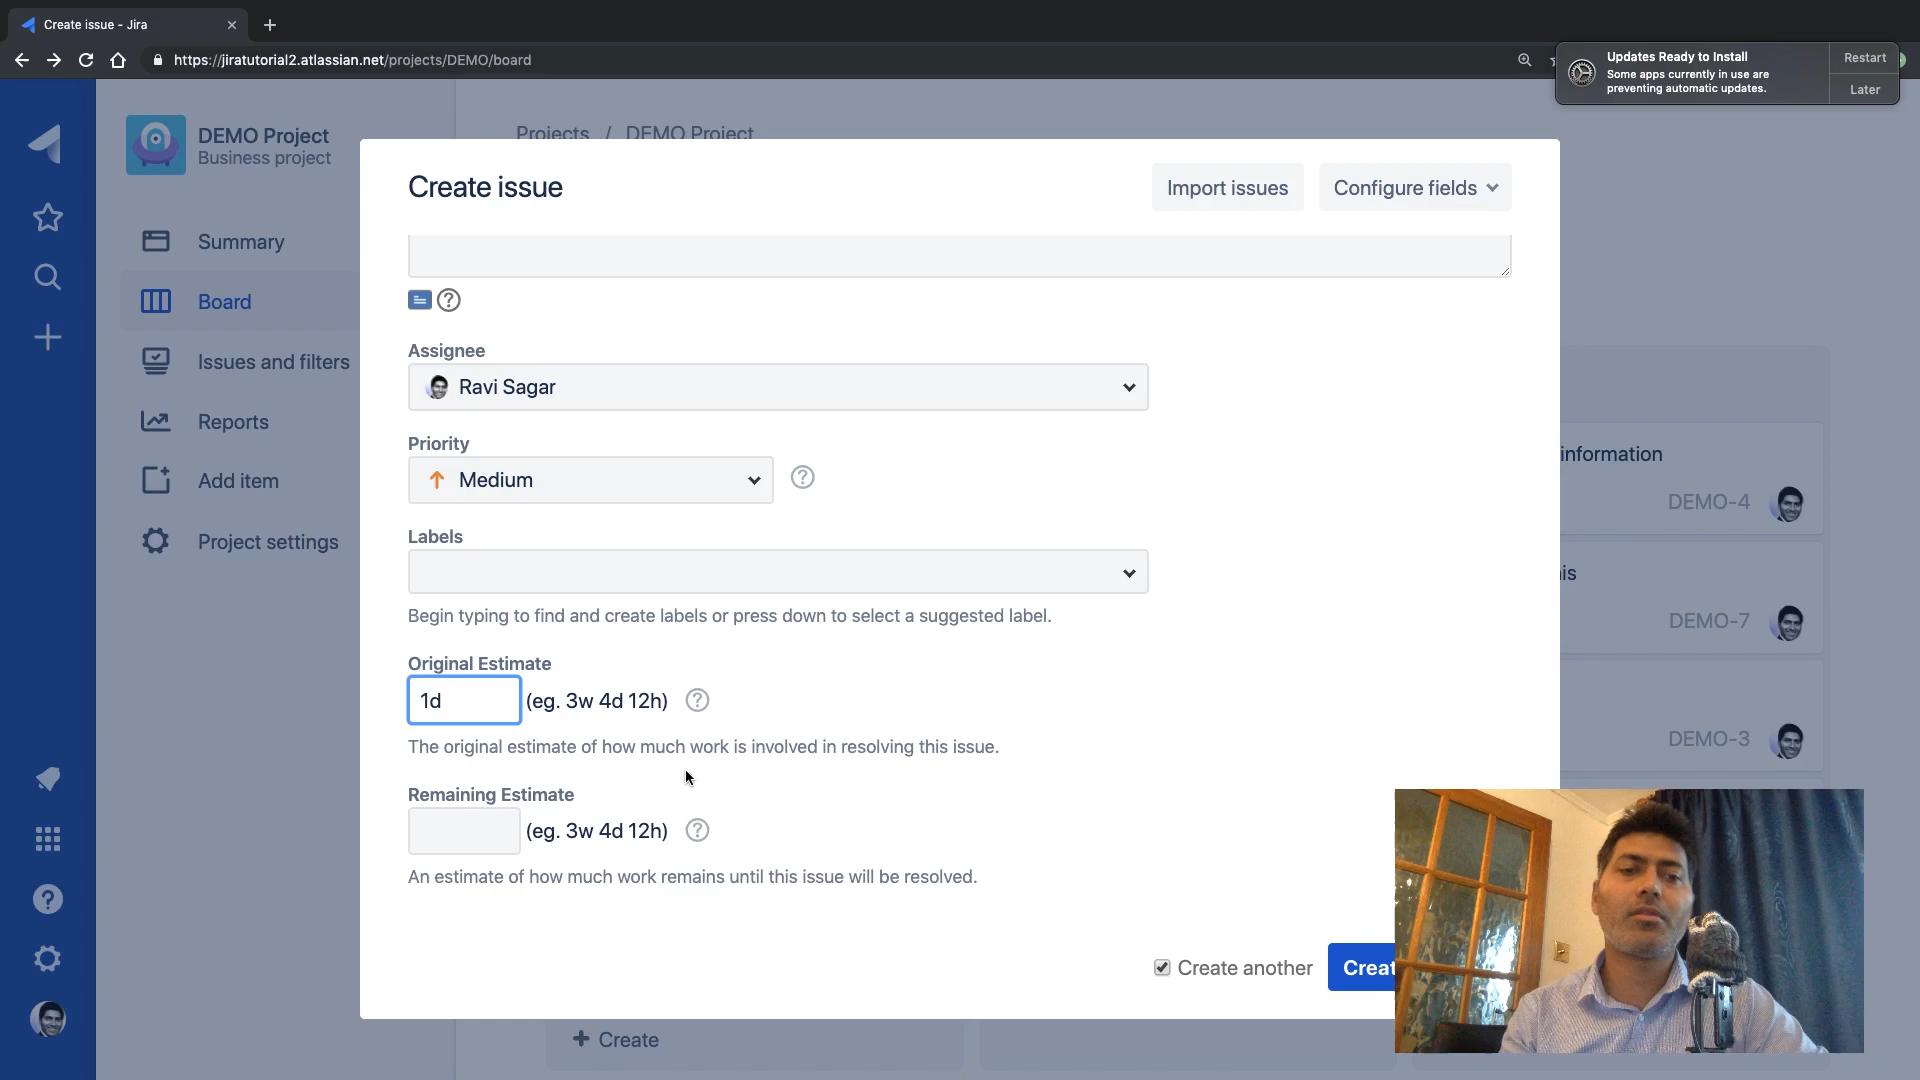 Create issue - Jira
https://jiratutorial2.atlassian.net/projects/DEMO/board
Updates Ready to Install
Some apps currently in use are
preventing automatic updates.
Restart
Later
DEMO Project
Business project
Projects / DEMO Project
Create issue
Import issues
Configure fields
Summary
Board
Issues and filters
Reports
Add item
Project settings
Assignee
Ravi Sagar
Priority
Medium
Labels
Begin typing to find and create labels or press down to select a suggested label.
Original Estimate
1d (eg. 3w 4d 12h)
The original estimate of how much work is involved in resolving this issue.
Remaining Estimate
(eg. 3w 4d 12h)
An estimate of how much work remains until this issue will be resolved.
Create another
Creat
information
DEMO-4
is
DEMO-7
DEMO-3
+ Create